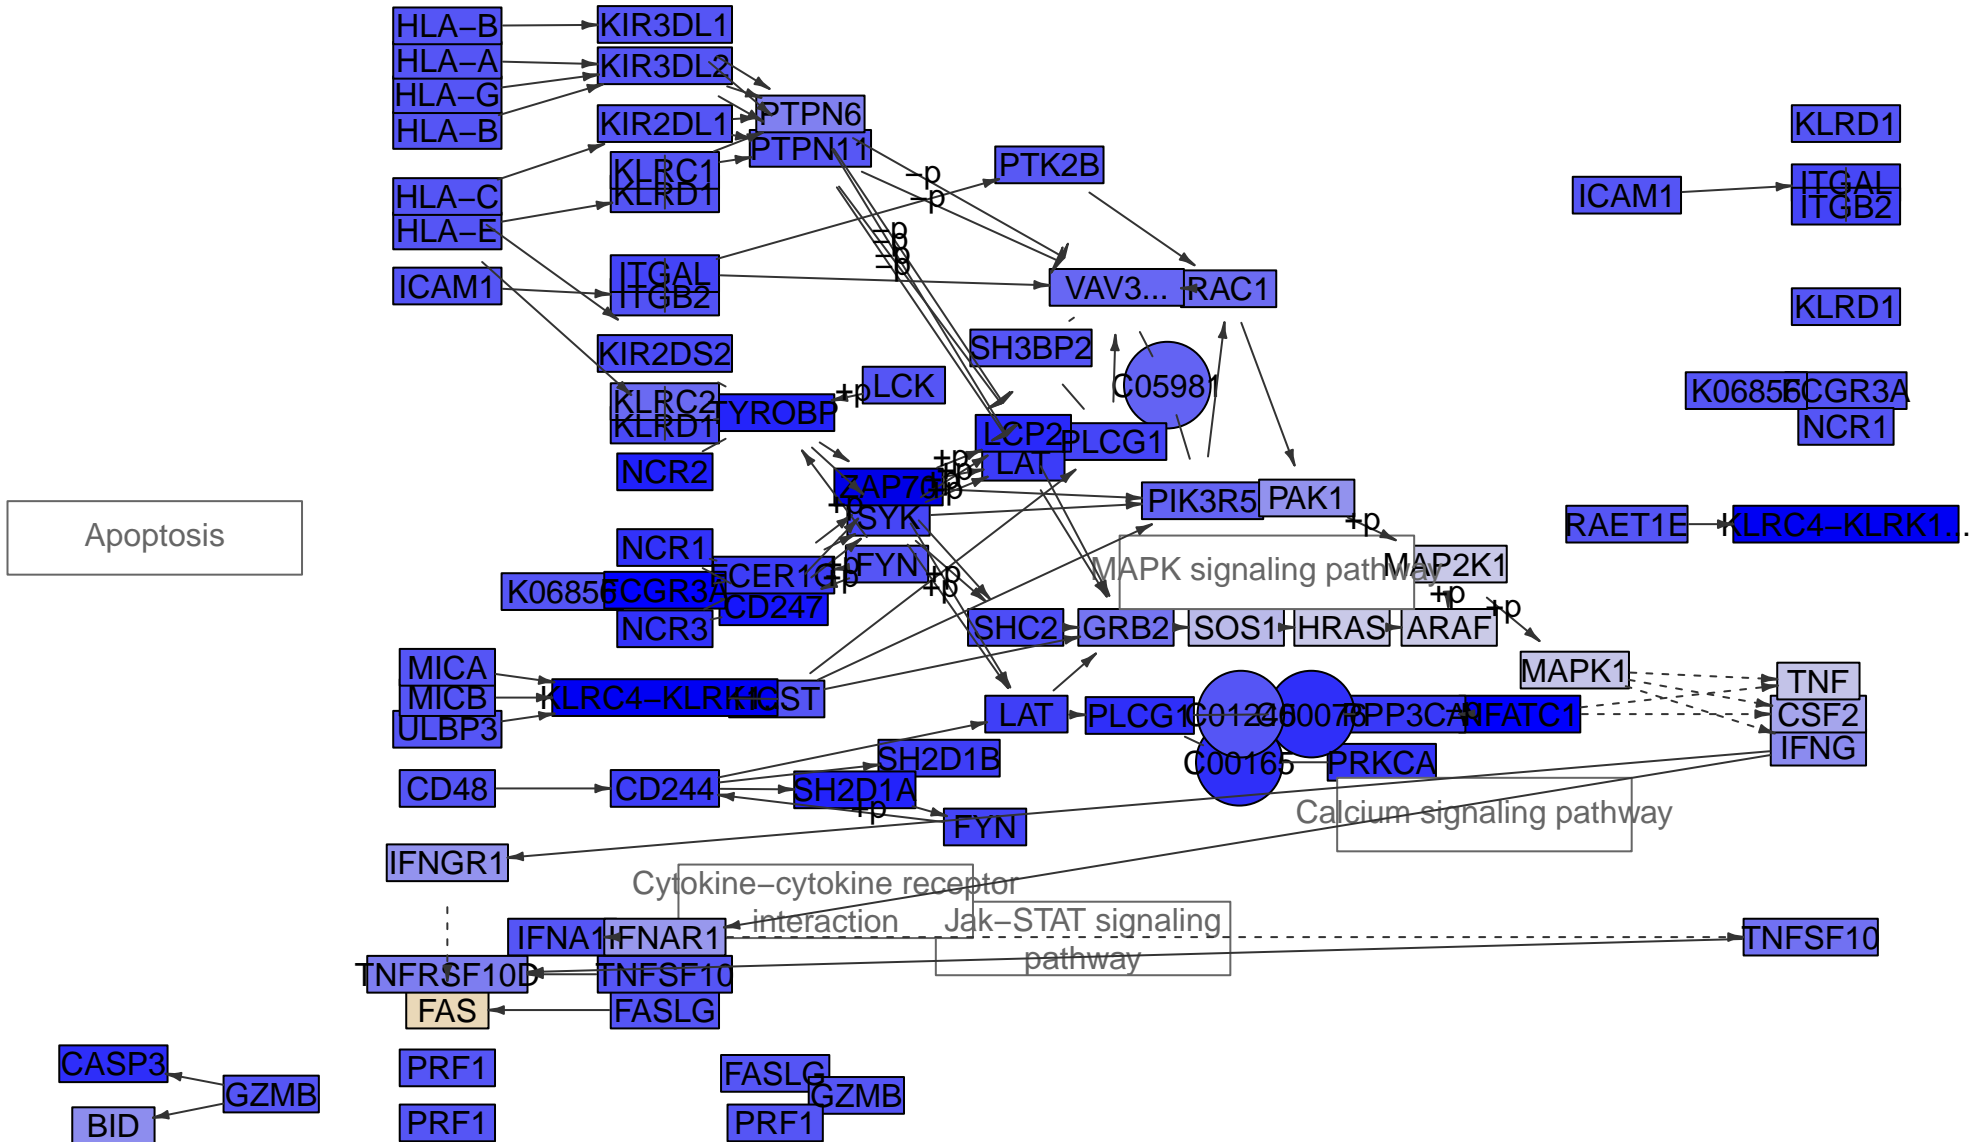 HLA−B
KIR3DL1
HLA−A
KIR3DL2
HLA−G
HLA−B
KIR2DL1
PTPN6
PTPN11
KLRD1
PTK2B
−p
−p
KLRC1
KLRD1
ICAM1
ITGAL
ITGB2
HLA−C
HLA−E
−p
−p
−p
−p
ICAM1
ITGAL
ITGB2
VAV3...
RAC1
KLRD1
KIR2DS2
SH3BP2
C05981
LCK
+p
KLRC2
KLRD1
TYROBP
K06856
FCGR3A
NCR1
LCP2
PLCG1
LAT
NCR2
+p
+p
+p
+p
ZAP70
SYK
+p
PIK3R5
PAK1
+p
RAET1E
KLRC4−KLRK1...
Apoptosis
NCR1
FCER1G
FYN
+p
+p
+p
+p
MAPK signaling pathway
MAP2K1
K06856
FCGR3A
CD247
NCR3
SHC2
GRB2
SOS1
HRAS
ARAF
+p
+p
MICA
MICB
ULBP3
KLRC4−KLRK1...
HCST
MAPK1
TNF
CSF2
IFNG
LAT
PLCG1
C01245
C00076
PPP3CA
−p
NFATC1
C00165
PRKCA
CD48
CD244
SH2D1B
SH2D1A
+p
FYN
Calcium signaling pathway
IFNGR1
Cytokine−cytokine receptor
interaction
Jak−STAT signaling
pathway
IFNA1
IFNAR1
TNFSF10
TNFRSF10D
TNFSF10
FAS
FASLG
CASP3
GZMB
BID
PRF1
PRF1
FASLG
GZMB
PRF1